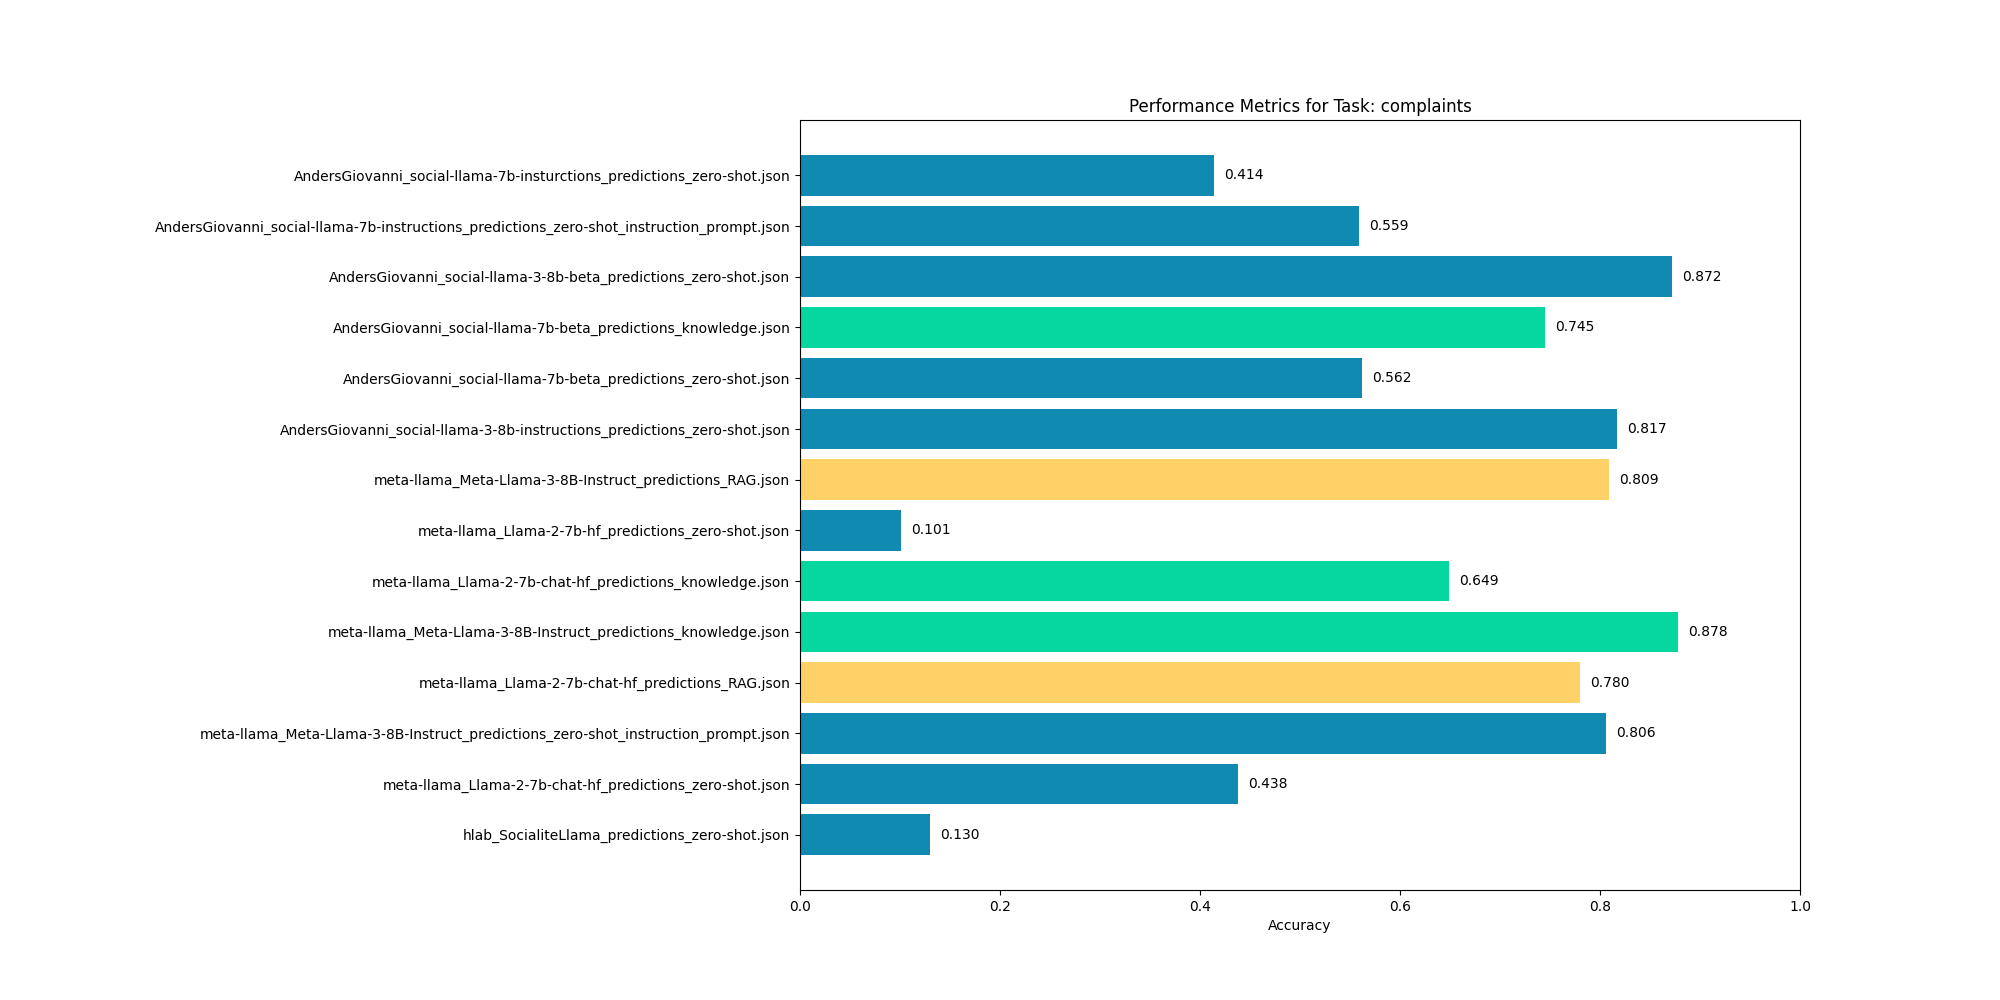 Performance Metrics for Task: complaints
AndersGiovanni_social-llama-7b-insturctions_predictions_zero-shot.json 0.414
AndersGiovanni_social-llama-7b-instructions_predictions_zero-shot_instruction_prompt.json 0.559
AndersGiovanni_social-llama-3-8b-beta_predictions_zero-shot.json 0.872
AndersGiovanni_social-llama-7b-beta_predictions_knowledge.json 0.745
AndersGiovanni_social-llama-7b-beta_predictions_zero-shot.json 0.562
AndersGiovanni_social-llama-3-8b-instructions_predictions_zero-shot.json 0.817
meta-llama_Meta-Llama-3-8B-Instruct_predictions_RAG.json 0.809
meta-llama_Llama-2-7b-hf_predictions_zero-shot.json 0.101
meta-llama_Llama-2-7b-chat-hf_predictions_knowledge.json 0.649
meta-llama_Meta-Llama-3-8B-Instruct_predictions_knowledge.json 0.878
meta-llama_Llama-2-7b-chat-hf_predictions_RAG.json 0.780
meta-llama_Meta-Llama-3-8B-Instruct_predictions_zero-shot_instruction_prompt.json 0.806
meta-llama_Llama-2-7b-chat-hf_predictions_zero-shot.json 0.438
hlab_SocialiteLlama_predictions_zero-shot.json 0.130
0.0 0.2 0.4 0.6 0.8 1.0
Accuracy